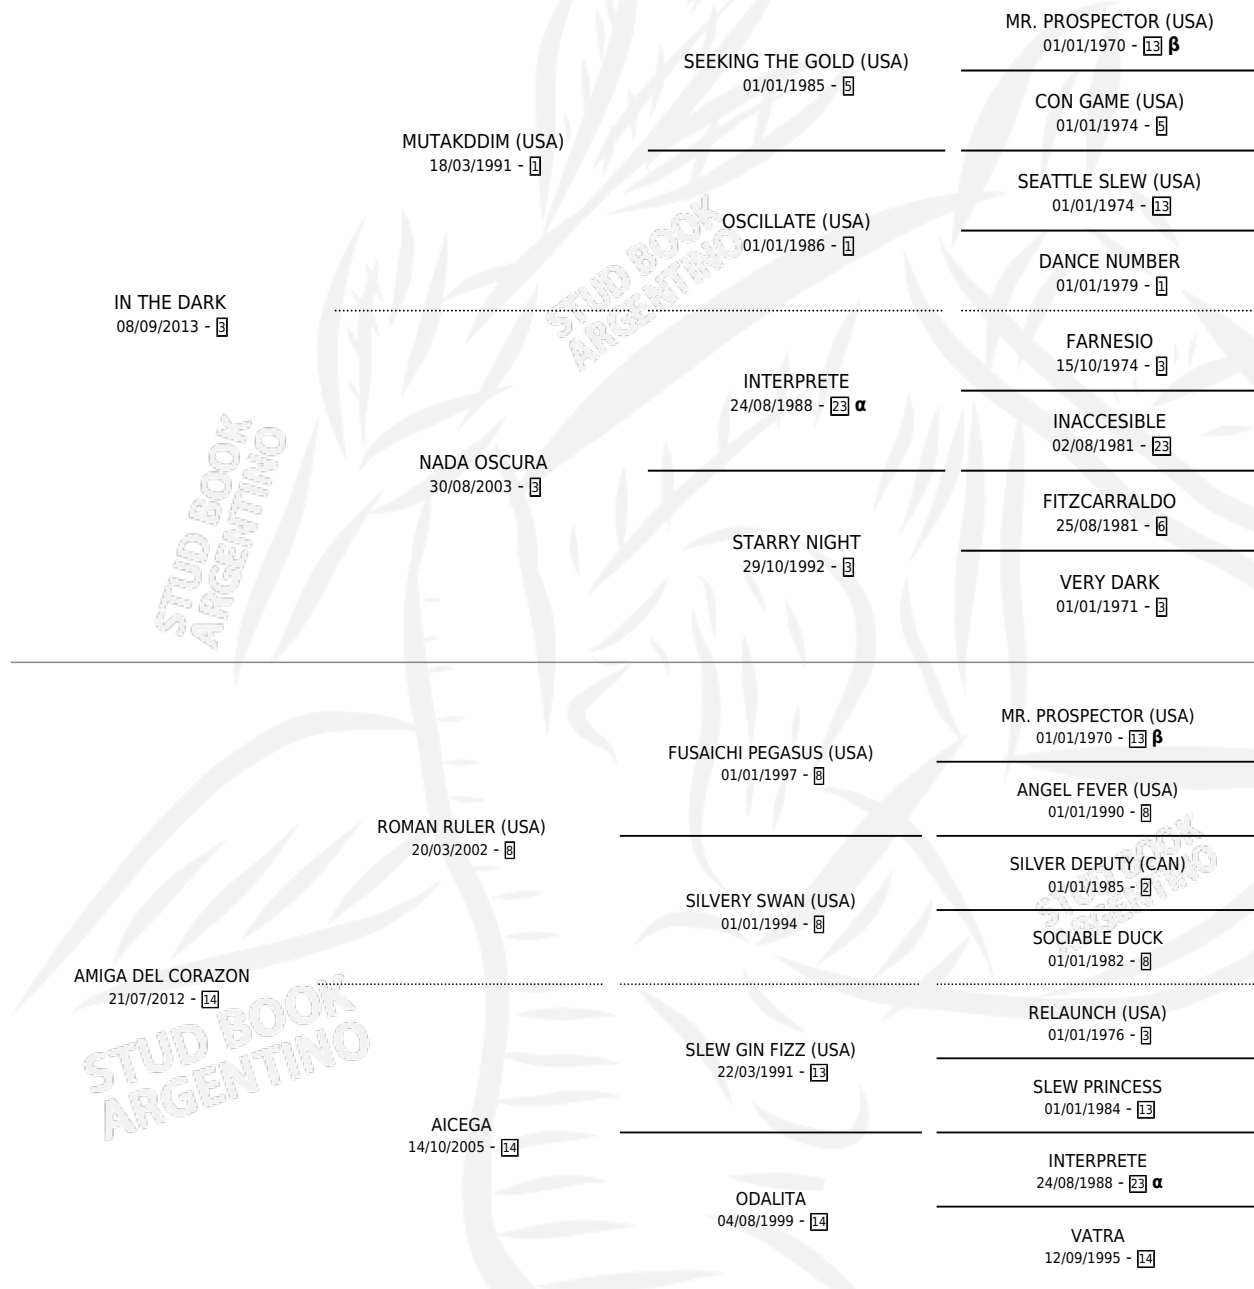 MR. PROSPECTOR (USA)
01/01/1970 - 13 β
SEEKING THE GOLD (USA)
01/01/1985 - 5
CON GAME (USA)
01/01/1974 - 5
MUTAKDDIM (USA)
18/03/1991 - 1
SEATTLE SLEW (USA)
01/01/1974 - 13
OSCILLATE (USA)
01/01/1986 - 1
DANCE NUMBER
01/01/1979 - 1
IN THE DARK
08/09/2013 - 3
FARNESIO
15/10/1974 - 3
INTERPRETE
24/08/1988 - 23 α
INACCESIBLE
02/08/1981 - 23
NADA OSCURA
30/08/2003 - 3
FITZCARRALDO
25/08/1981 - 6
STARRY NIGHT
29/10/1992 - 3
VERY DARK
01/01/1971 - 3
MR. PROSPECTOR (USA)
01/01/1970 - 13 β
FUSAICHI PEGASUS (USA)
01/01/1997 - 8
ANGEL FEVER (USA)
01/01/1990 - 8
ROMAN RULER (USA)
20/03/2002 - 8
SILVER DEPUTY (CAN)
01/01/1985 - 2
SILVERY SWAN (USA)
01/01/1994 - 8
SOCIABLE DUCK
01/01/1982 - 8
AMIGA DEL CORAZON
21/07/2012 - 14
RELAUNCH (USA)
01/01/1976 - 3
SLEW GIN FIZZ (USA)
22/03/1991 - 13
SLEW PRINCESS
01/01/1984 - 13
AICEGA
14/10/2005 - 14
INTERPRETE
24/08/1988 - 23 α
ODALITA
04/08/1999 - 14
VATRA
12/09/1995 - 14
STUD BOOK
ARGENTINO
STUD BOOK
ARGENTINO
STUD BOOK
ARGENTINO
STUD BOOK
ARGENTINO